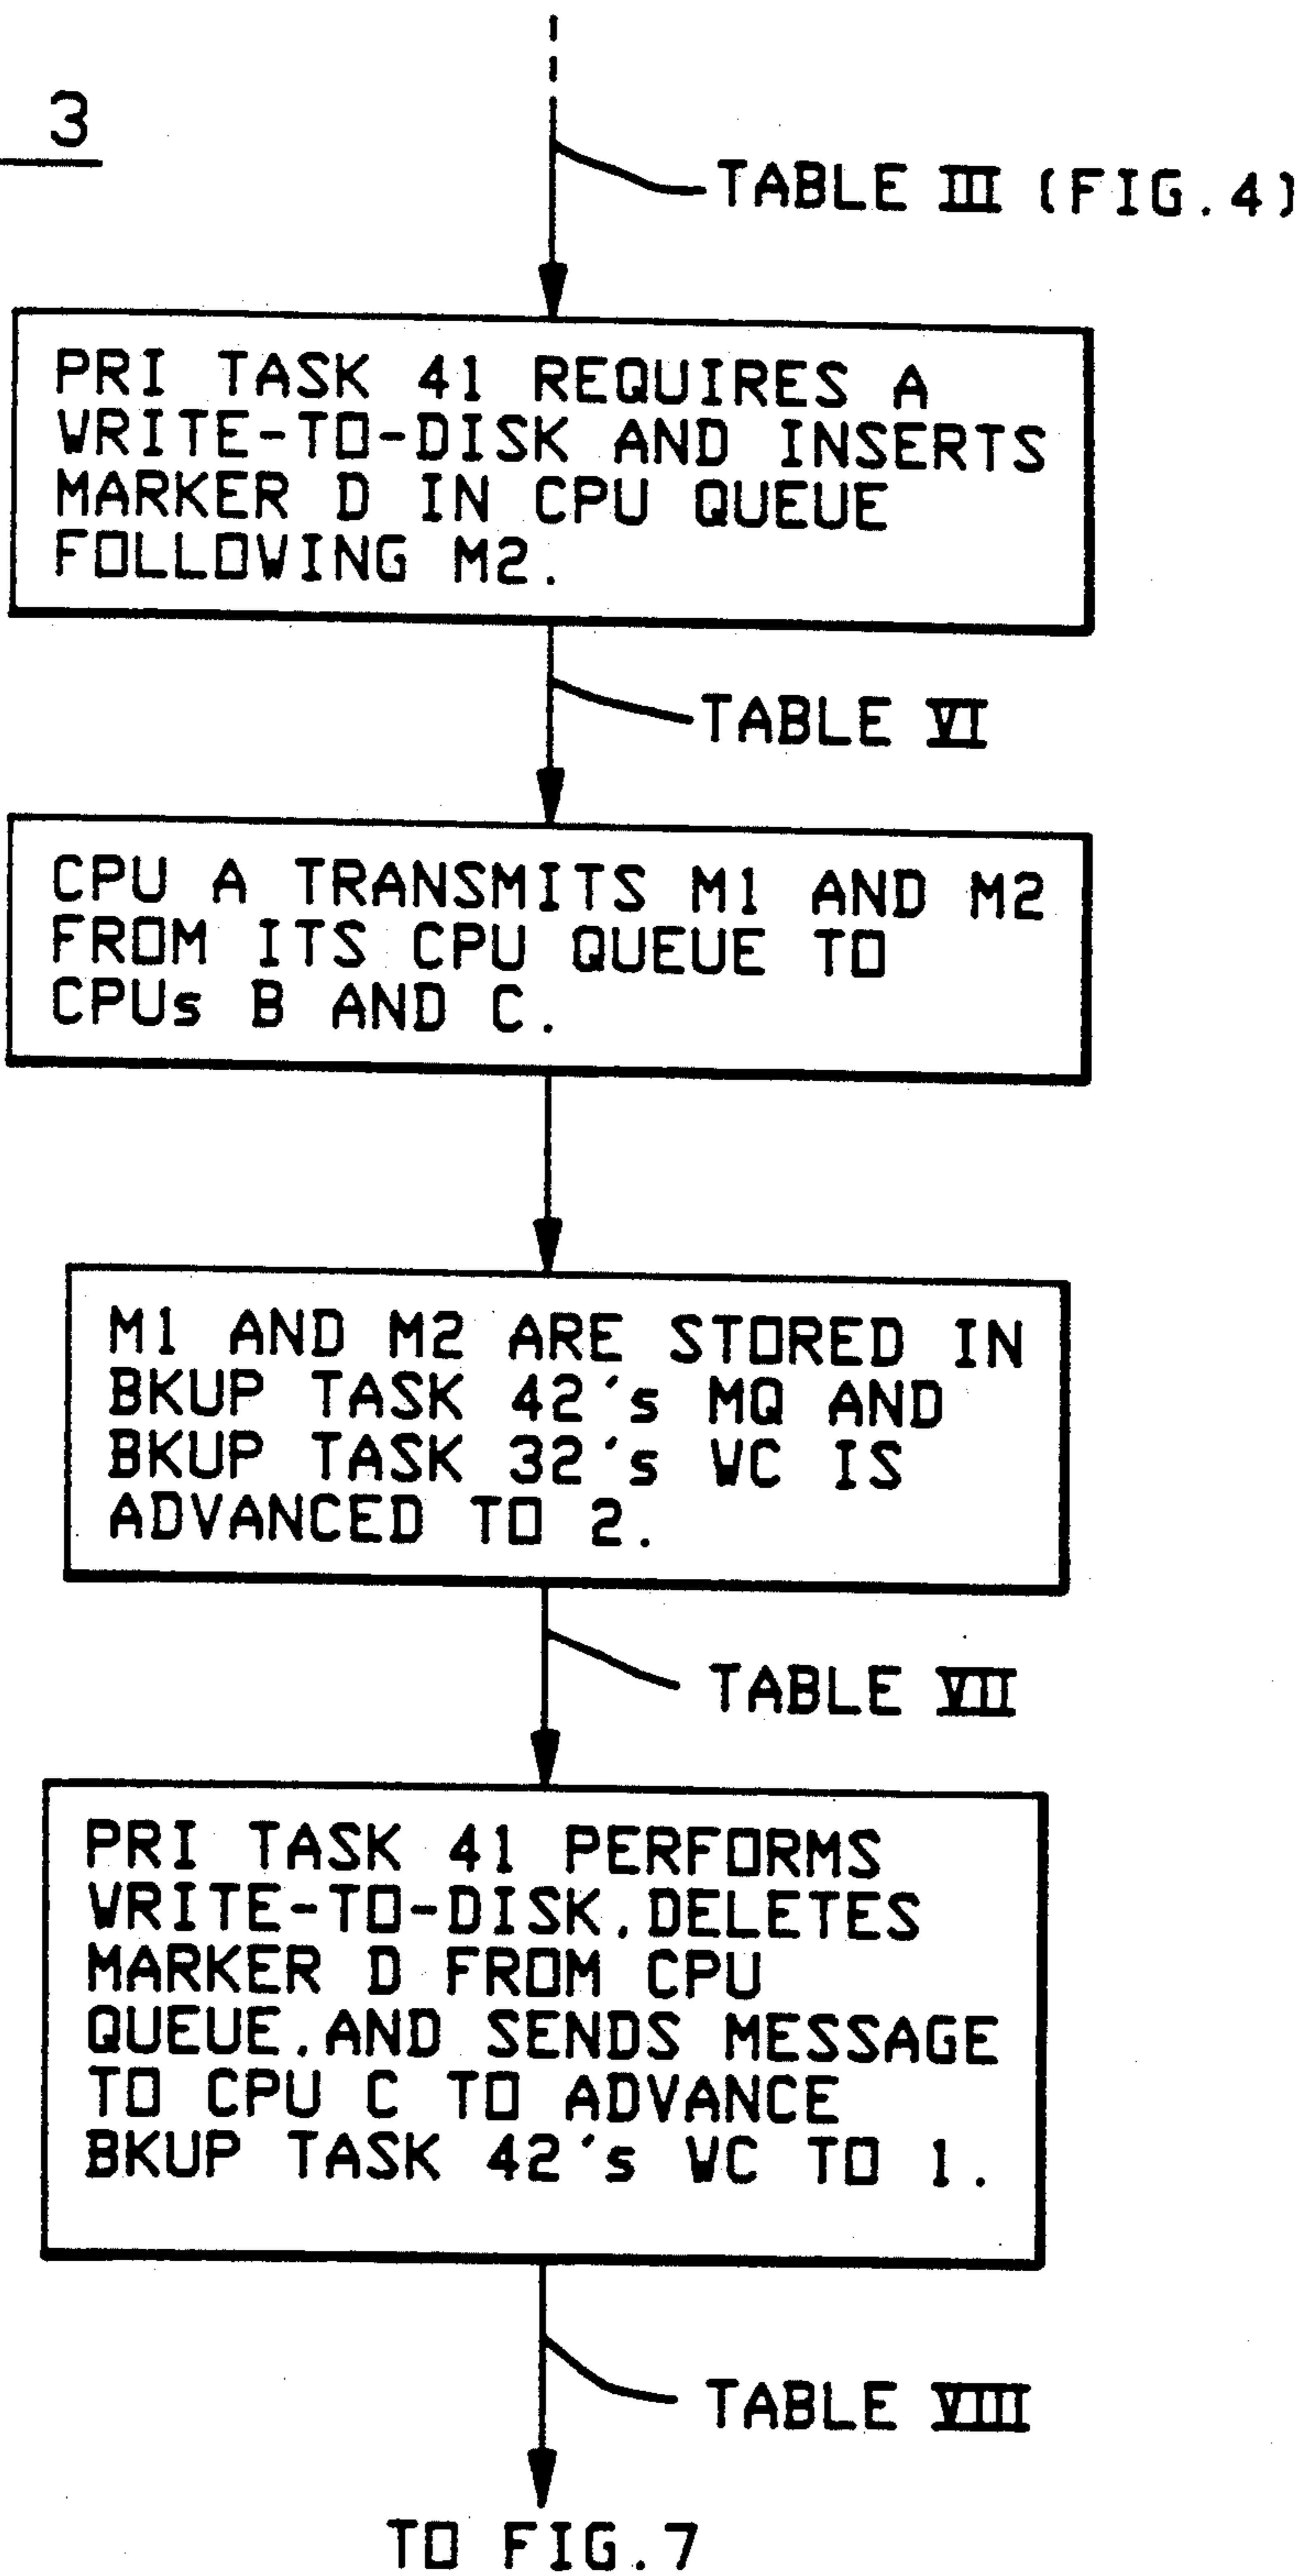 3
TABLE III (FIG.4)
PRI TASK 41 REQUIRES A
WRITE-TO-DISK AND INSERTS
MARKER D IN CPU QUEUE
FOLLOWING M2.
TABLE VI
CPU A TRANSMITS M1 AND M2
FROM ITS CPU QUEUE TO
CPUs B AND C.
M1 AND M2 ARE STORED IN
BKUP TASK 42's MQ AND
BKUP TASK 32's WC IS
ADVANCED TO 2.
TABLE VII
PRI TASK 41 PERFORMS
WRITE-TO-DISK,DELETES
MARKER D FROM CPU
QUEUE,AND SENDS MESSAGE
TO CPU C TO ADVANCE
BKUP TASK 42's WC TO 1.
TABLE VIII
TO FIG.7